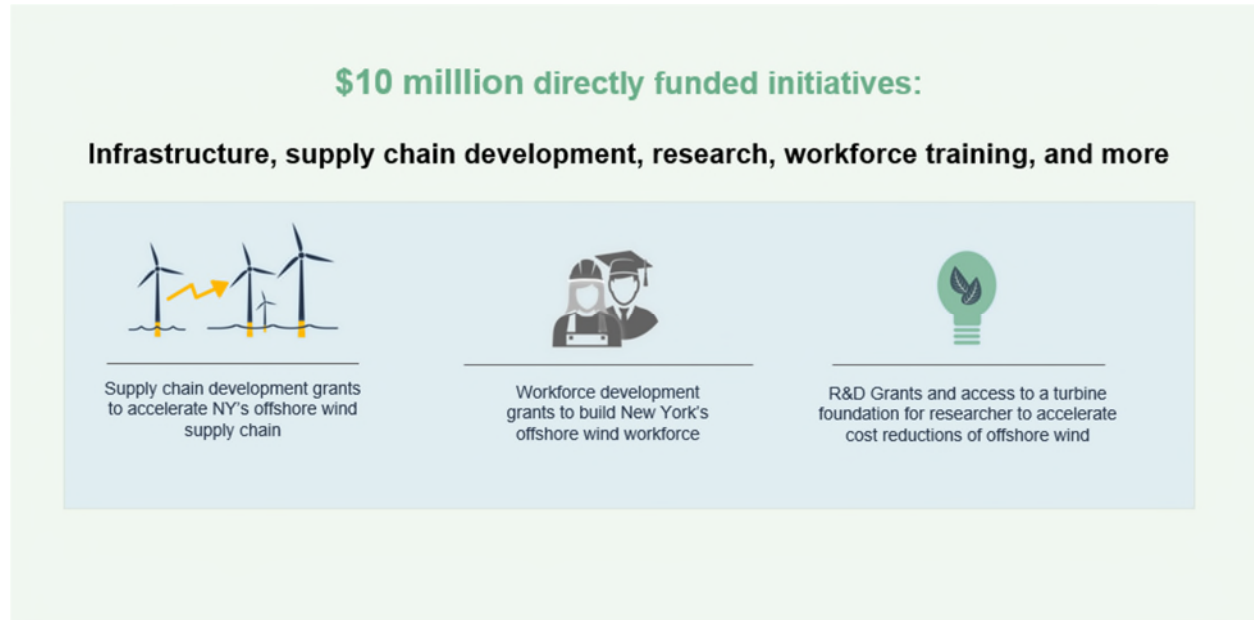 $10 milllion directly funded initiatives:
Infrastructure, supply chain development, research, workforce training, and more
Supply chain development grants
to accelerate NY's offshore wind
supply chain
Workforce development
grants to build New York's
offshore wind workforce
R&D Grants and access to a turbine
foundation for researcher to accelerate
cost reductions of offshore wind